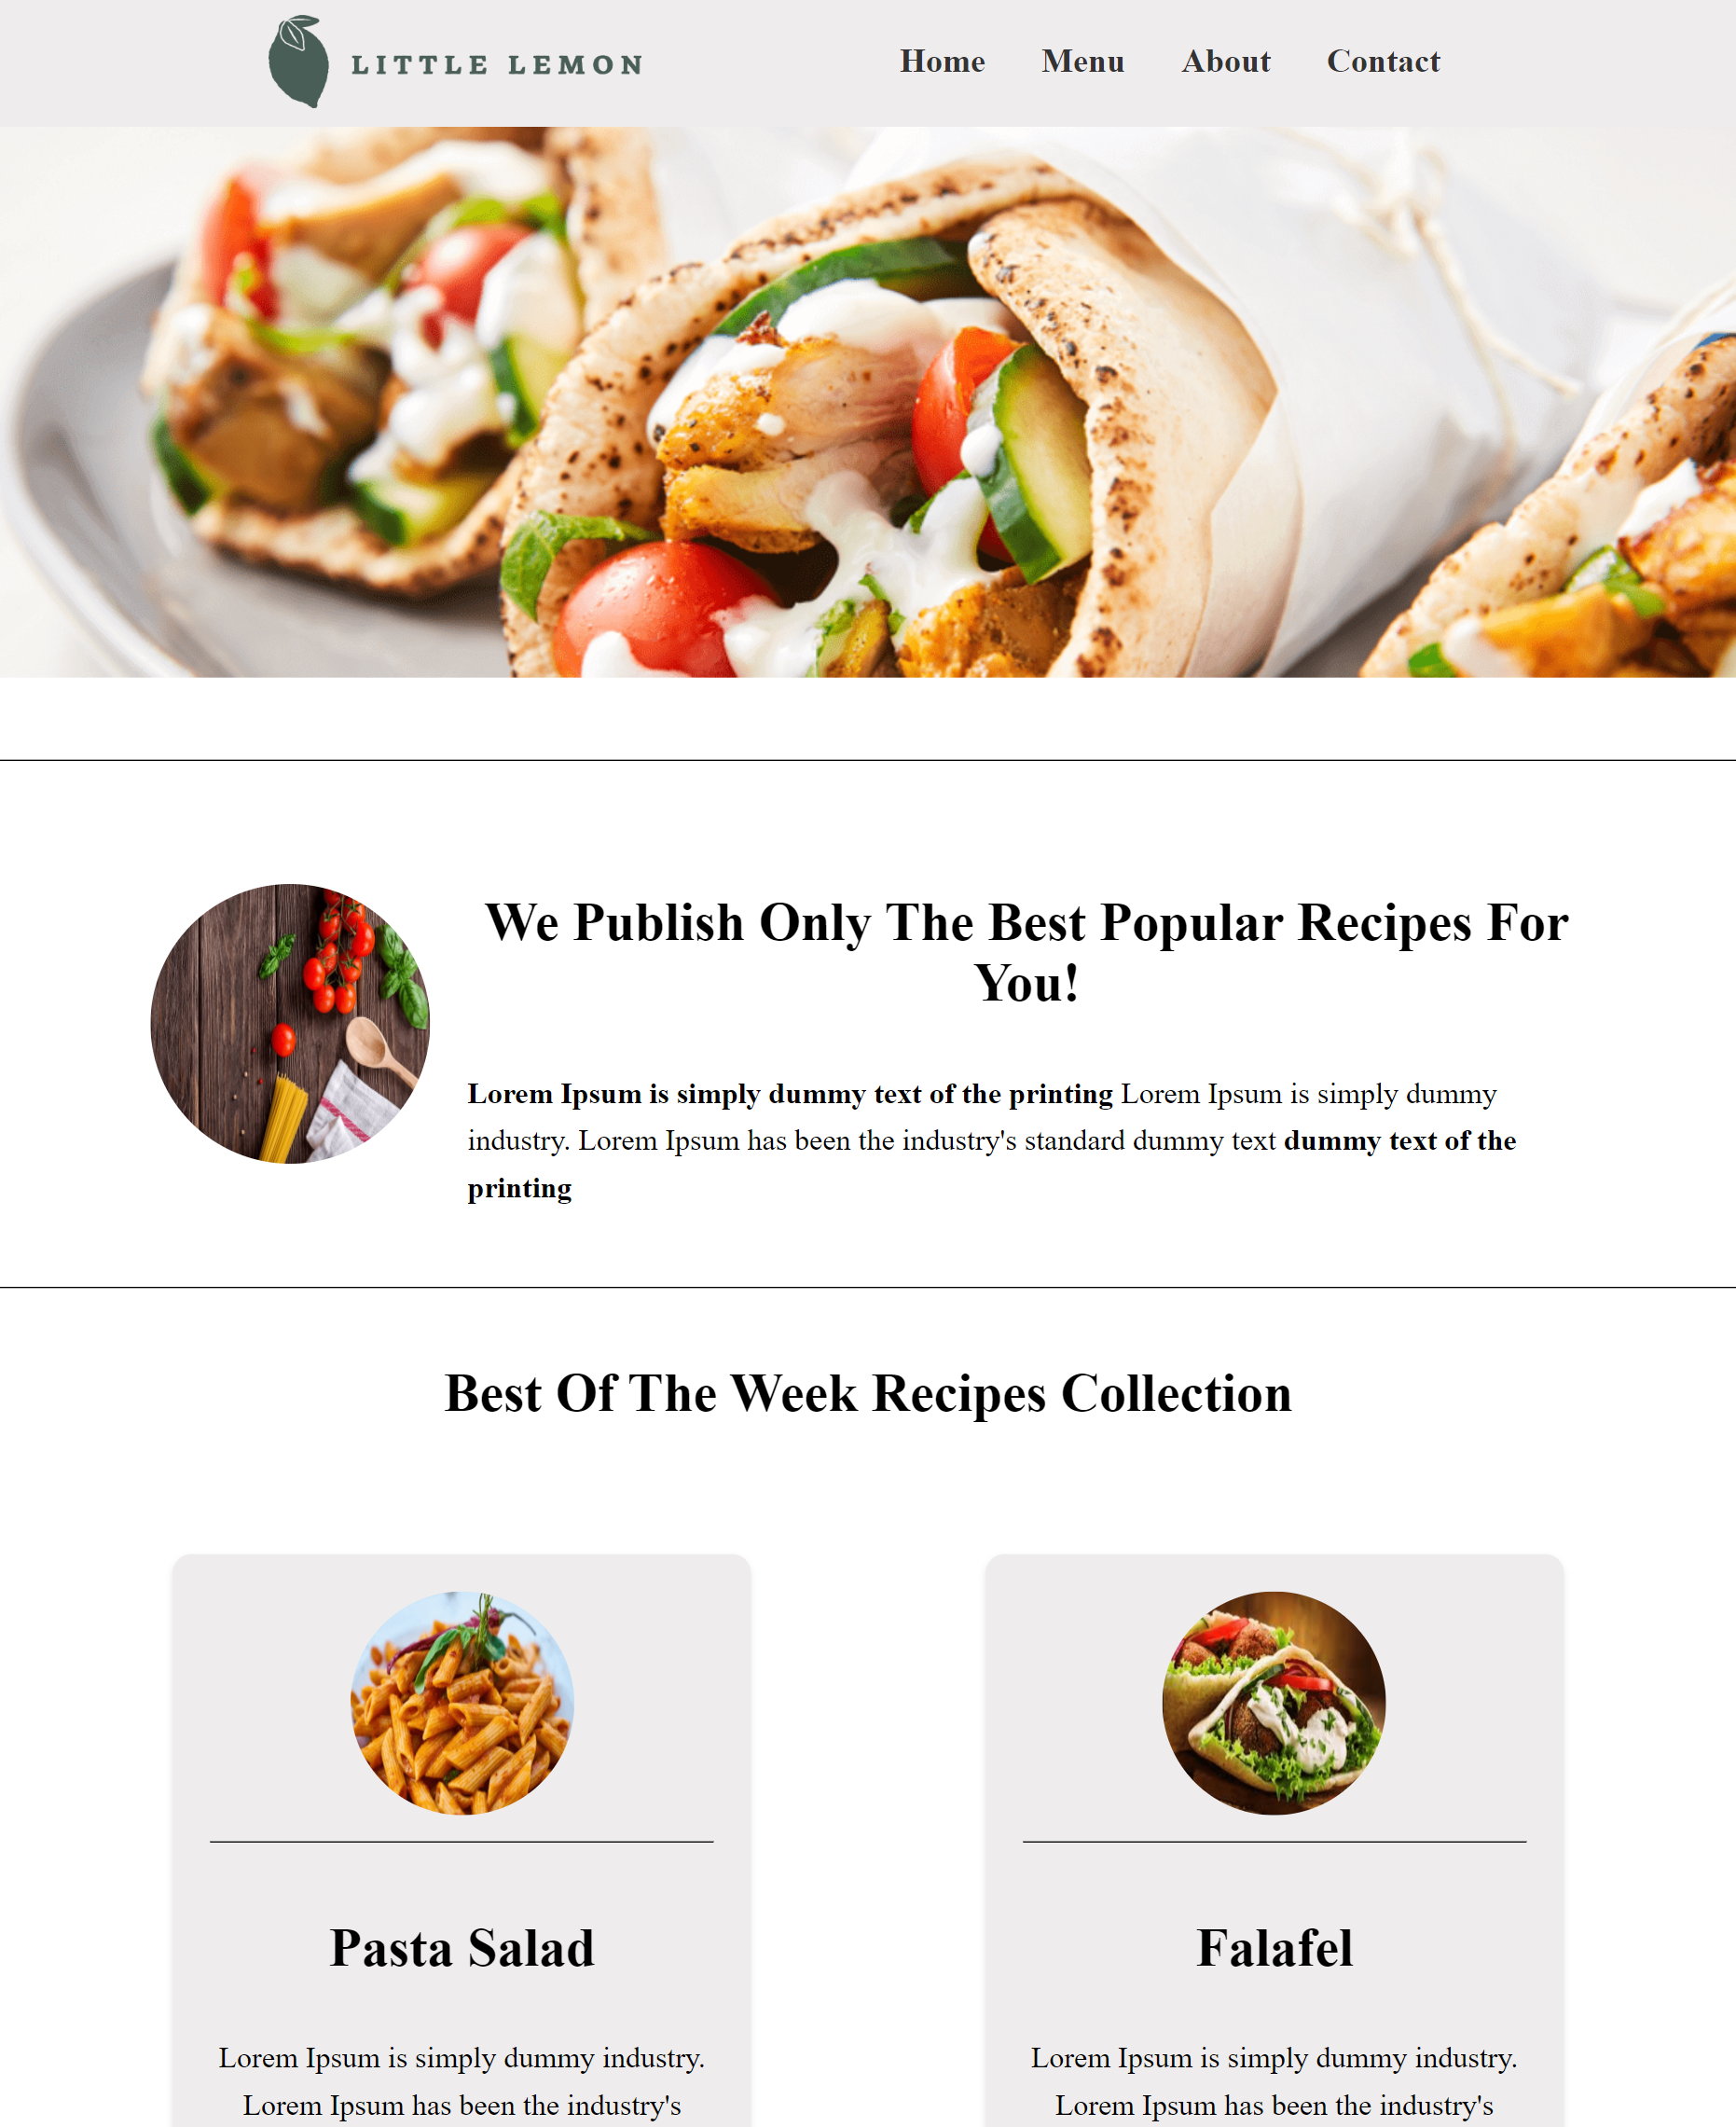 LITTLE LEMON
Home Menu About Contact
We Publish Only The Best Popular Recipes For
You!
Lorem Ipsum is simply dummy text of the printing Lorem Ipsum is simply dummy
industry. Lorem Ipsum has been the industry's standard dummy text dummy text of the
printing
Best Of The Week Recipes Collection
Pasta Salad
Lorem Ipsum is simply dummy industry.
Lorem Ipsum has been the industry's
Falafel
Lorem Ipsum is simply dummy industry.
Lorem Ipsum has been the industry's